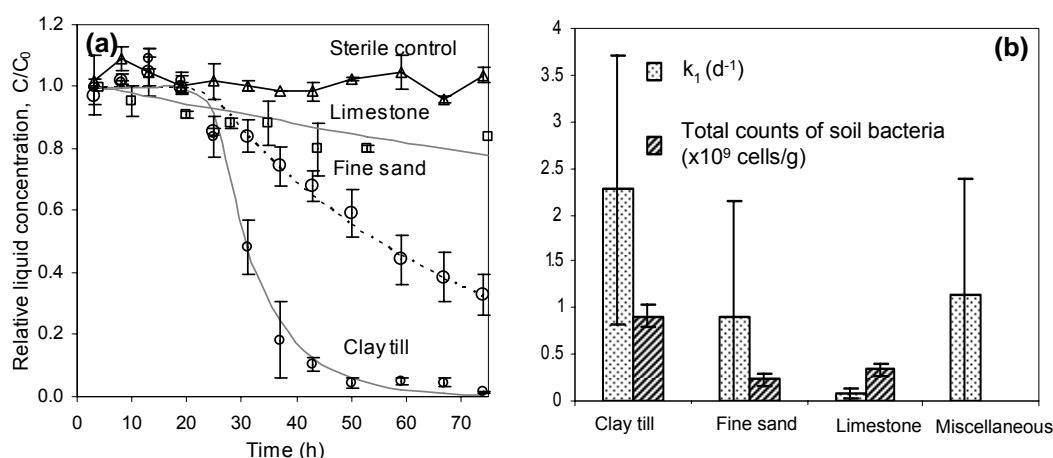 (a)
Sterile control
Limestone
Fine sand
Clay till
Relative liquid concentration, C/C₀
1.2
1.0
0.8
0.6
0.4
0.2
0.0
0 10 20 30 40 50 60 70
Time (h)
(b)
k₁ (d⁻¹)
Total counts of soil bacteria
(x10⁹ cells/g)
4
3.5
3
2.5
2
1.5
1
0.5
0
Clay till Fine sand Limestone Miscellaneous